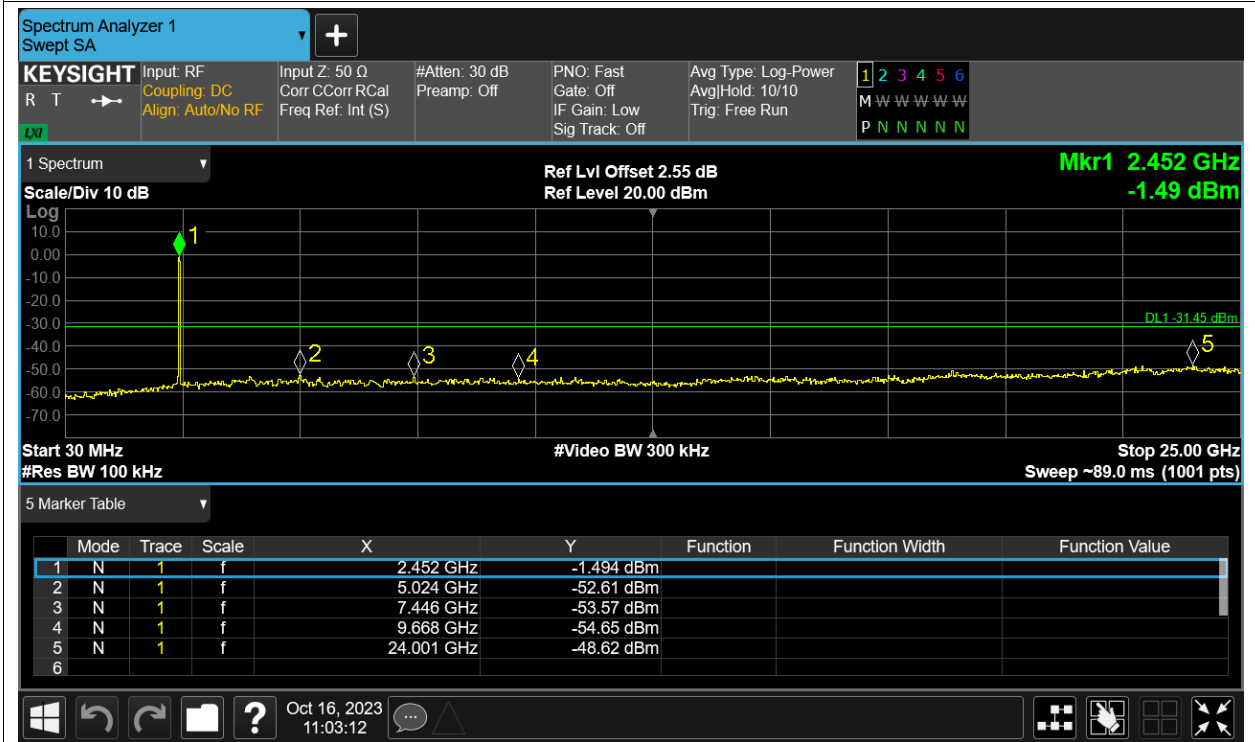 Spectrum Analyzer 1
Swept SA
KEYSIGHT
R T
LXI
Input: RF
Coupling: DC
Align: Auto/No RF
Input Z: 50 Ω
Corr CCorr RCal
Freq Ref: Int (S)
#Atten: 30 dB
Preamp: Off
PNO: Fast
Gate: Off
IF Gain: Low
Sig Track: Off
Avg Type: Log-Power
Avg|Hold: 10/10
Trig: Free Run
1 2 3 4 5 6
M W W W W W
P N N N N N
1 Spectrum
Scale/Div 10 dB
Ref Lvl Offset 2.55 dB
Ref Level 20.00 dBm
Mkr1 2.452 GHz
-1.49 dBm
Log
10.0
0.00
-10.0
-20.0
-30.0
-40.0
-50.0
-60.0
-70.0
1
2
3
4
5
DL1 -31.45 dBm
Start 30 MHz
#Video BW 300 kHz
Stop 25.00 GHz
#Res BW 100 kHz
Sweep ~89.0 ms (1001 pts)
5 Marker Table
Mode Trace Scale X Y Function Function Width Function Value
1 N 1 f 2.452 GHz -1.494 dBm
2 N 1 f 5.024 GHz -52.61 dBm
3 N 1 f 7.446 GHz -53.57 dBm
4 N 1 f 9.668 GHz -54.65 dBm
5 N 1 f 24.001 GHz -48.62 dBm
6
?
Oct 16, 2023
11:03:12